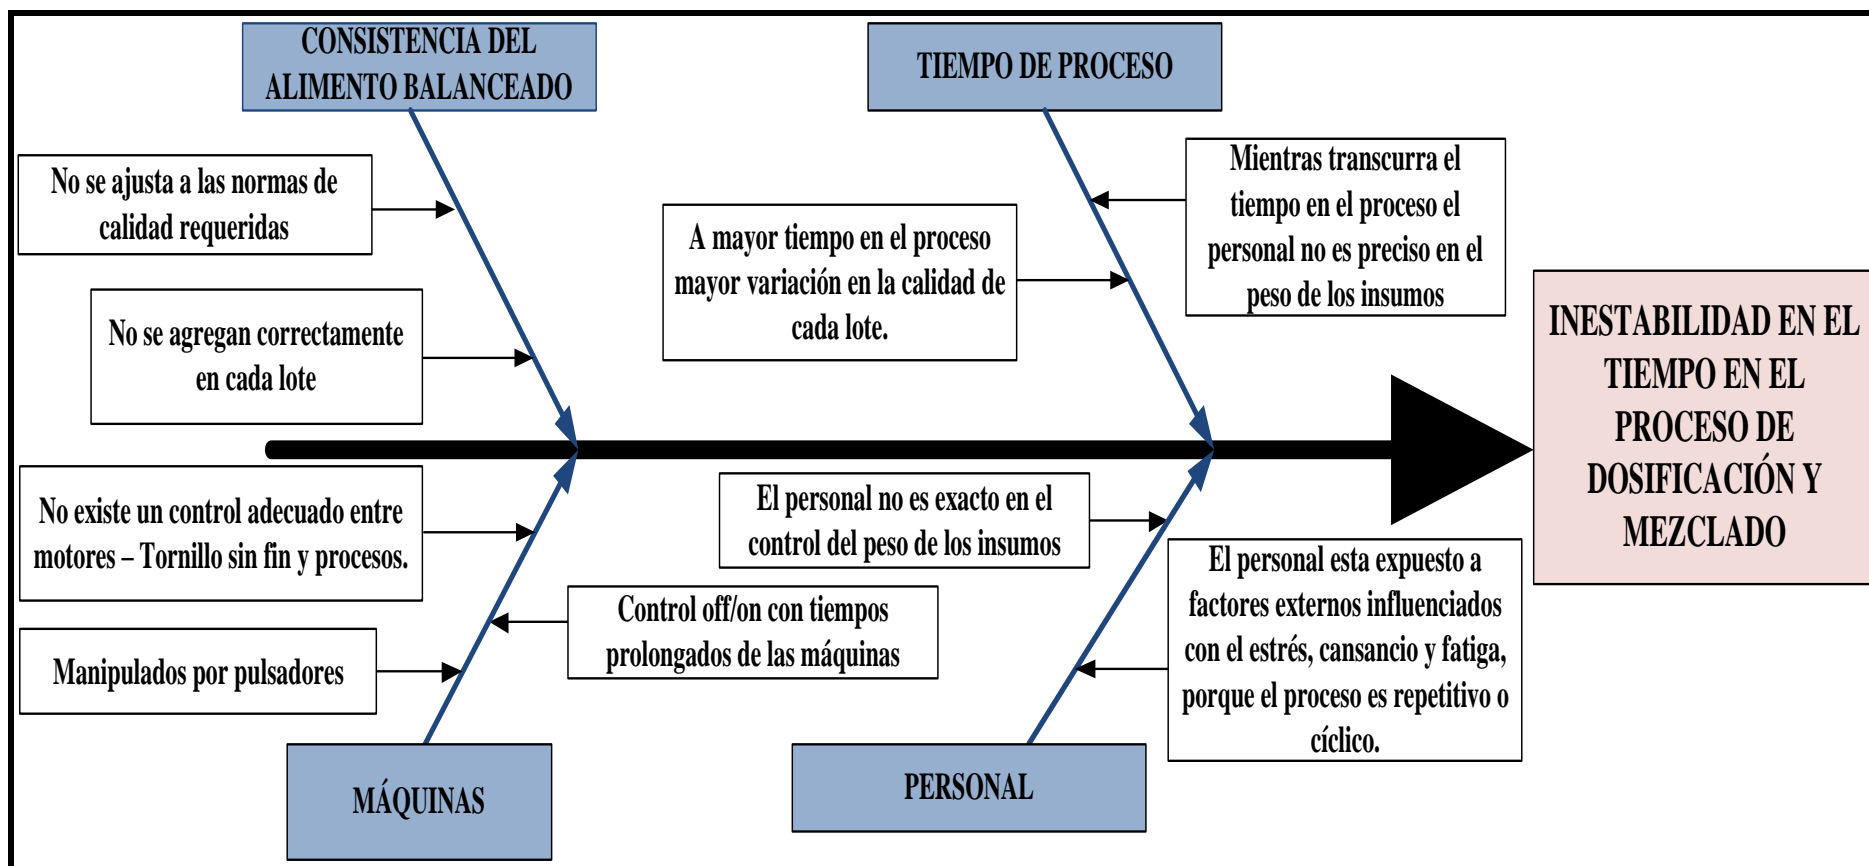 CONSISTENCIA DEL
ALIMENTO BALANCEADO
TIEMPO DE PROCESO
No se ajusta a las normas de
calidad requeridas
No se agregan correctamente
en cada lote
A mayor tiempo en el proceso
mayor variación en la calidad de
cada lote.
Mientras transcurra el
tiempo en el proceso el
personal no es preciso en el
peso de los insumos
INESTABILIDAD EN EL
TIEMPO EN EL
PROCESO DE
DOSIFICACIÓN Y
MEZCLADO
No existe un control adecuado entre
motores – Tornillo sin fin y procesos.
Manipulados por pulsadores
Control off/on con tiempos
prolongados de las máquinas
El personal no es exacto en el
control del peso de los insumos
El personal esta expuesto a
factores externos influenciados
con el estrés, cansancio y fatiga,
porque el proceso es repetitivo o
cíclico.
MÁQUINAS
PERSONAL